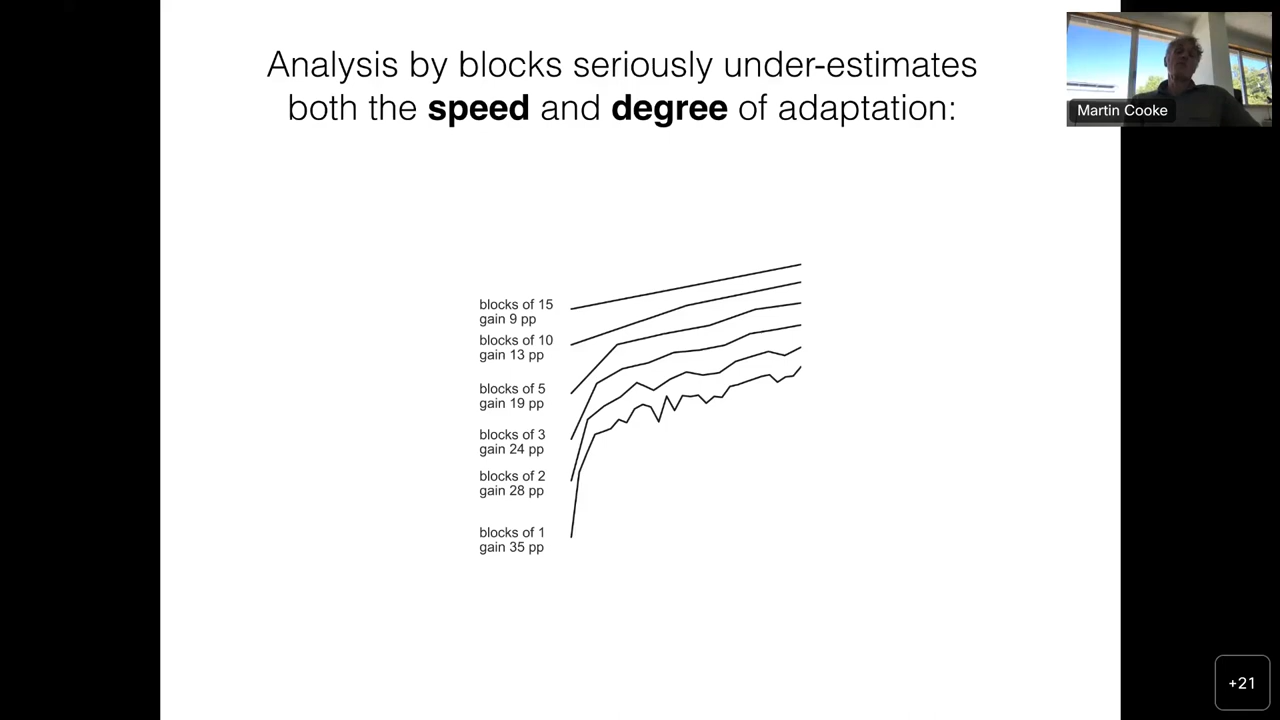 Analysis by blocks seriously under-estimates
both the speed and degree of adaptation:
Martin Cooke
blocks of 15
gain 9 pp
blocks of 10
gain 13 pp
blocks of 5
gain 19 pp
blocks of 3
gain 24 pp
blocks of 2
gain 28 pp
blocks of 1
gain 35 pp
+21